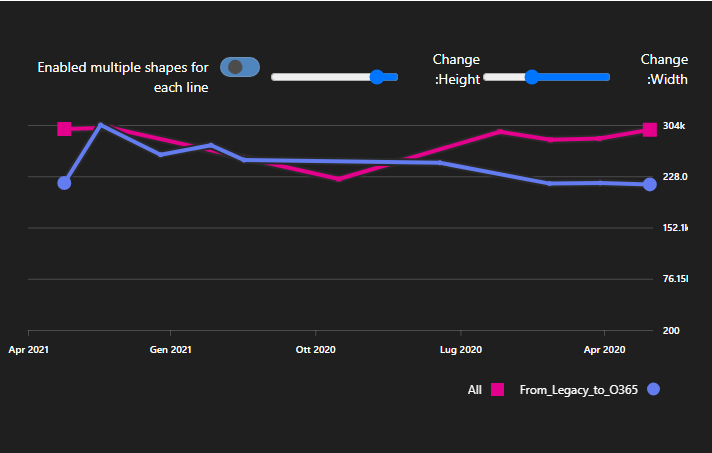 Enabled multiple shapes for
each line
Change
:Height
Change
:Width
304k
228.0
152.1k
76.15
200
Apr 2021
Gen 2021
Ott 2020
Lug 2020
Apr 2020
All
From_Legacy_to_O365